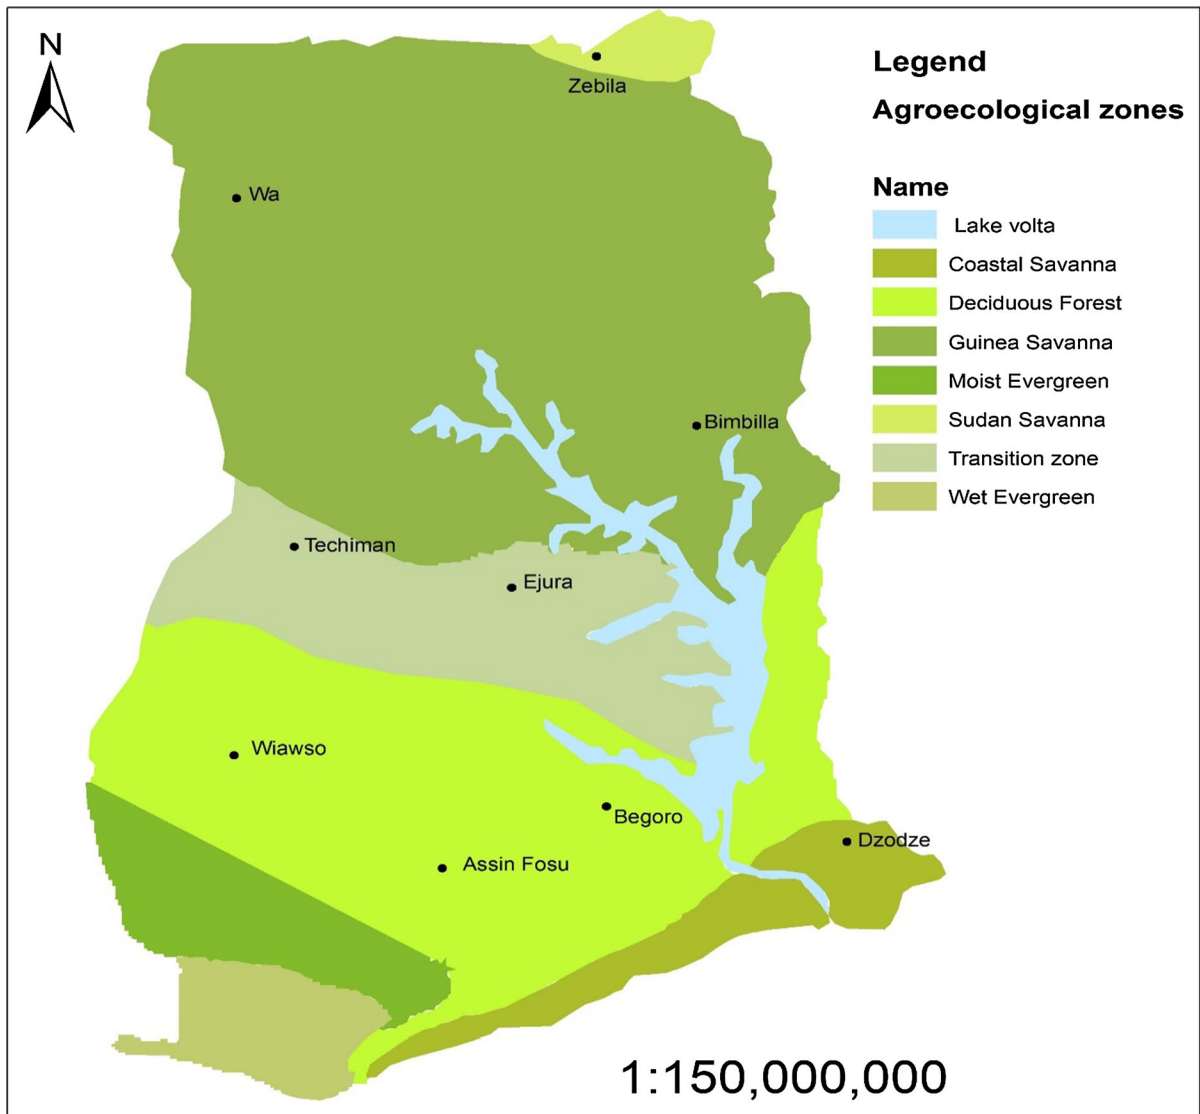 N
Zebila
Wa
Bimbilla
Techiman
Ejura
Wiawso
Begoro
Assin Fosu
Dzodze
Legend
Agroecological zones
Name
Lake volta
Coastal Savanna
Deciduous Forest
Guinea Savanna
Moist Evergreen
Sudan Savanna
Transition zone
Wet Evergreen
1:150,000,000